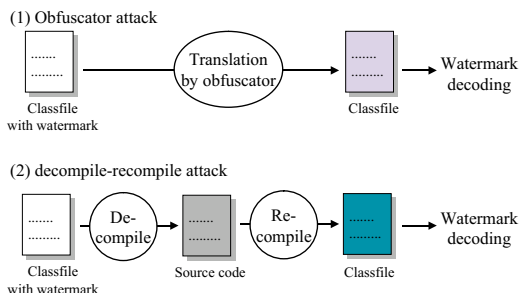 (1) Obfuscator attack
.......
.........
Classfile
with watermark
Translation
by obfuscator
.......
.........
Classfile
Watermark
decoding
(2) decompile-recompile attack
.......
.........
Classfile
with watermark
De-
compile
.......
.........
Source code
Re-
compile
.......
.........
Classfile
Watermark
decoding